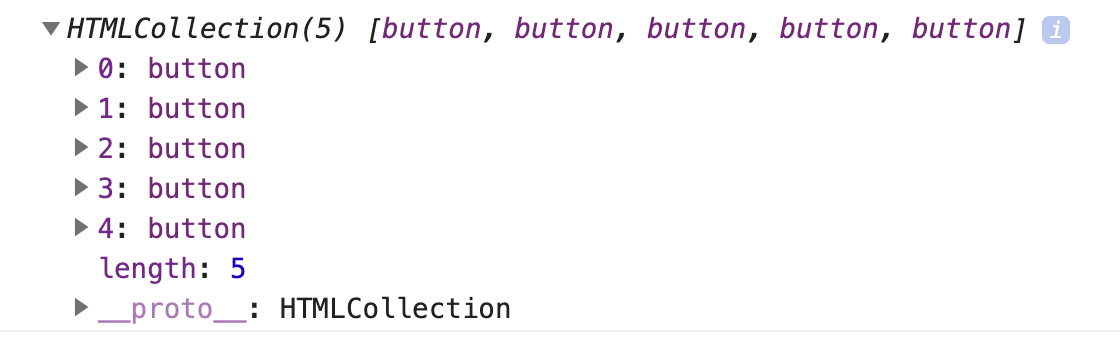 HTMLCollection(5) [button, button, button, button, button] i
0: button
1: button
2: button
3: button
4: button
length: 5
__proto__: HTMLCollection